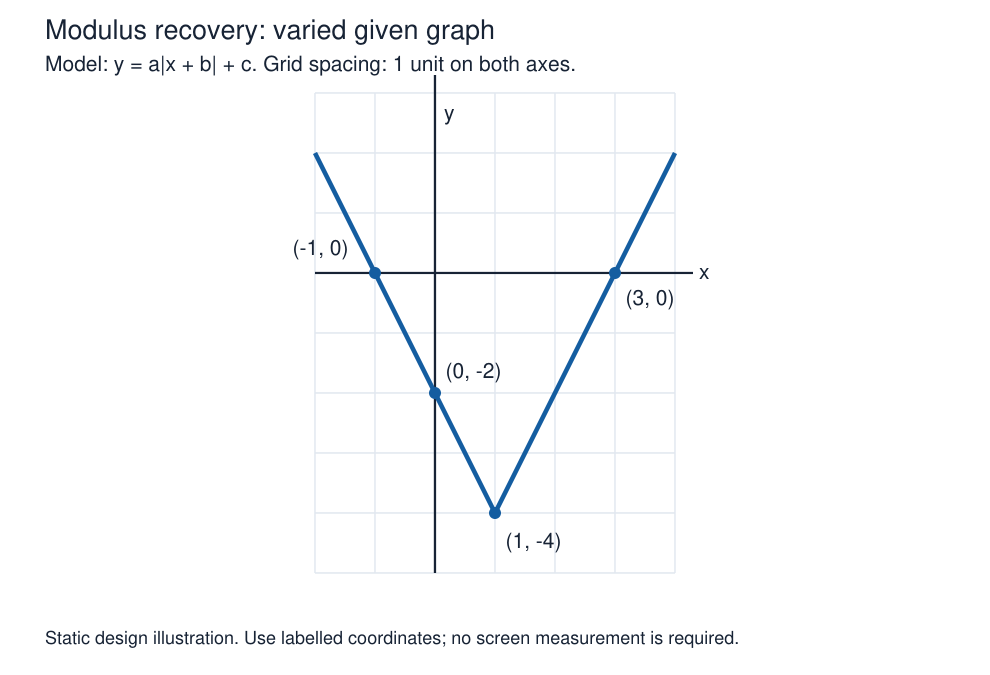 Modulus recovery: varied given graph
Model: y = a|x + b| + c. Grid spacing: 1 unit on both axes.
y
(-1, 0)
x
(3, 0)
(0, -2)
(1, -4)
Static design illustration. Use labelled coordinates; no screen measurement is required.